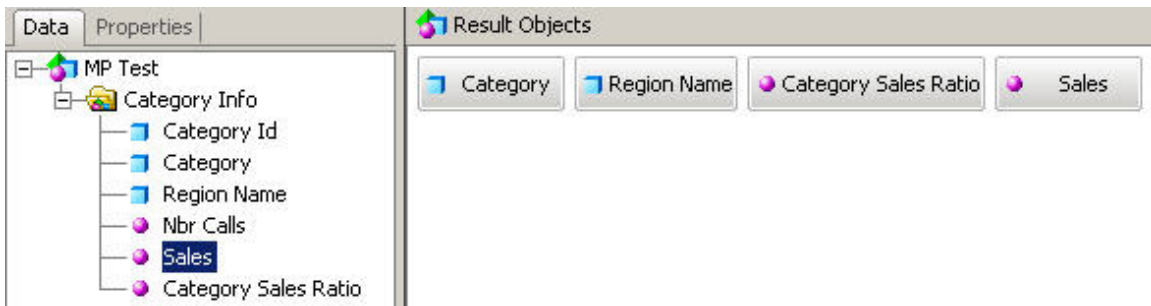 Data Properties
MP Test
Category Info
Category Id
Category
Region Name
Nbr Calls
Sales
Category Sales Ratio
Result Objects
Category Region Name Category Sales Ratio Sales